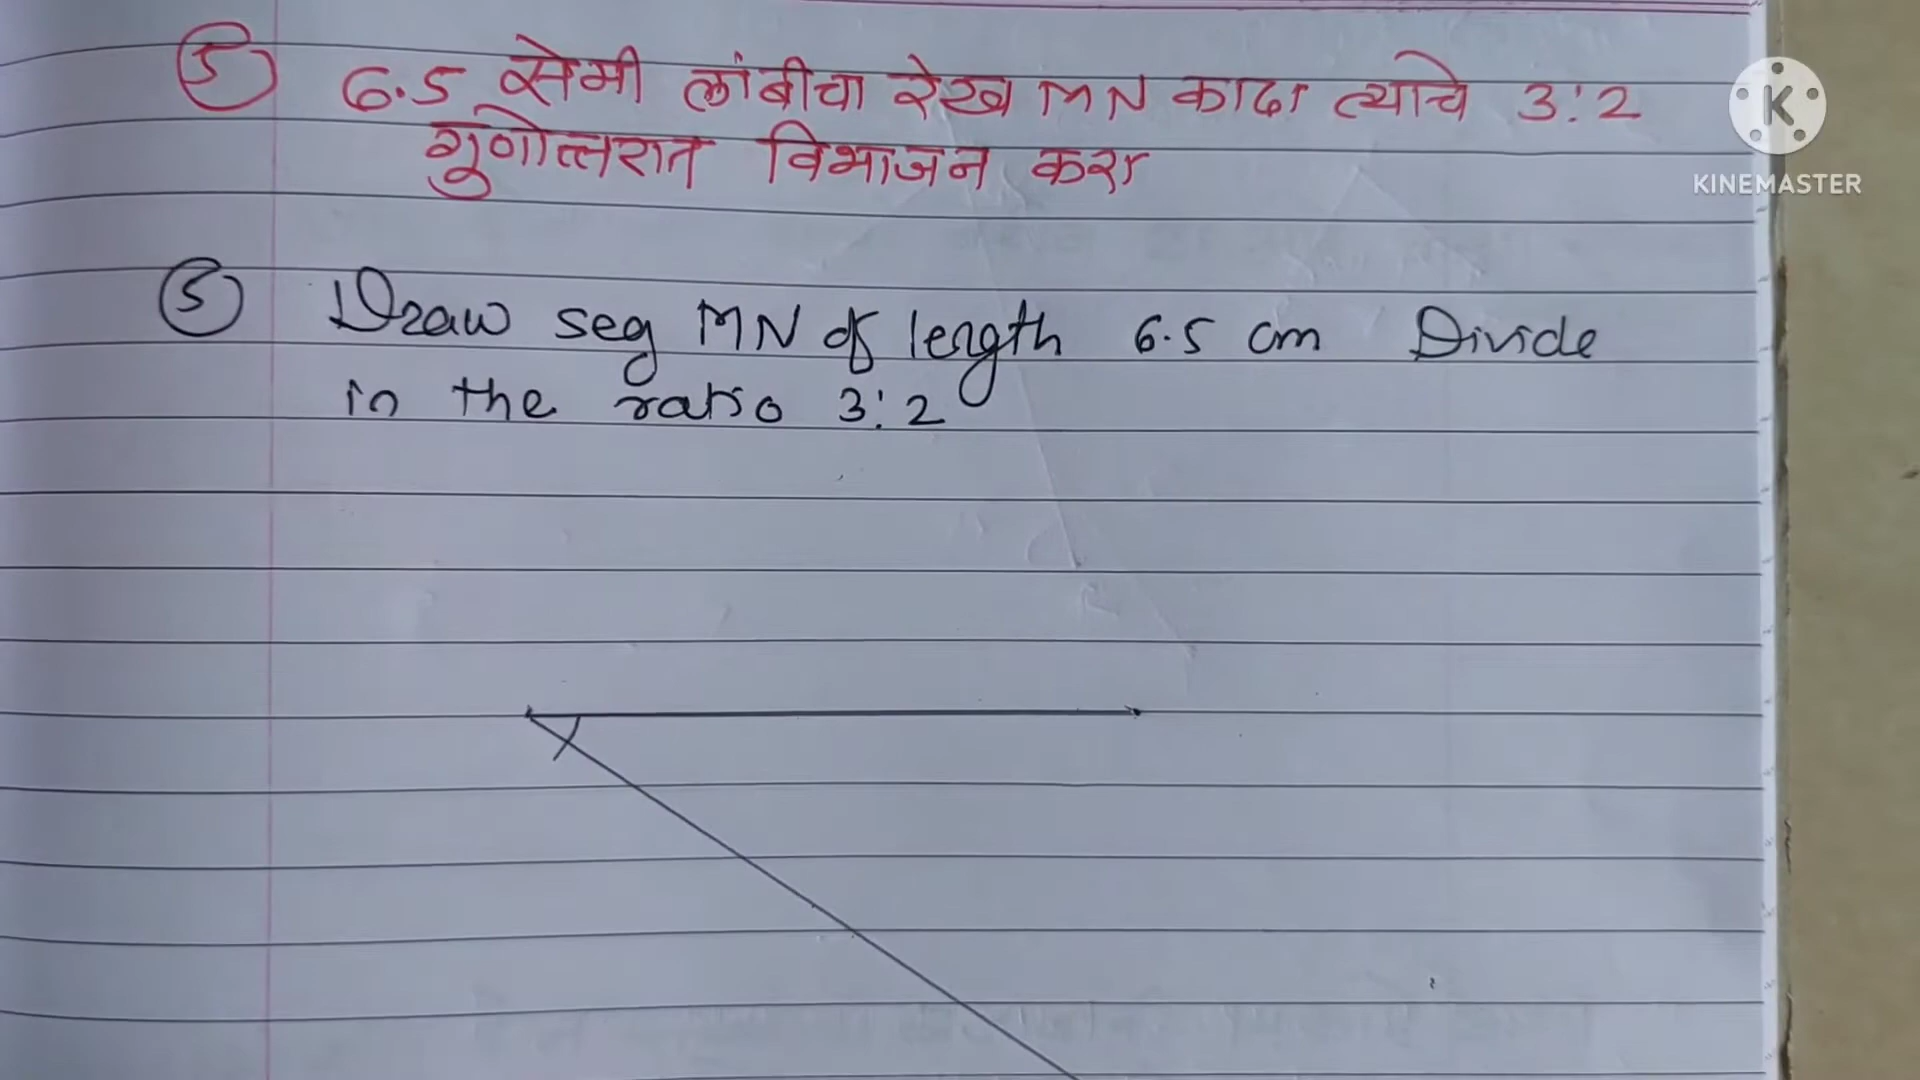 5 6.5 सेमी लांबीचा रेख MN काढा त्याचे 3:2
गुणोत्तरात विभाजन करा
5 Draw seg MN of length 6.5 cm Divide
in the ratio 3:2
K
KINEMASTER